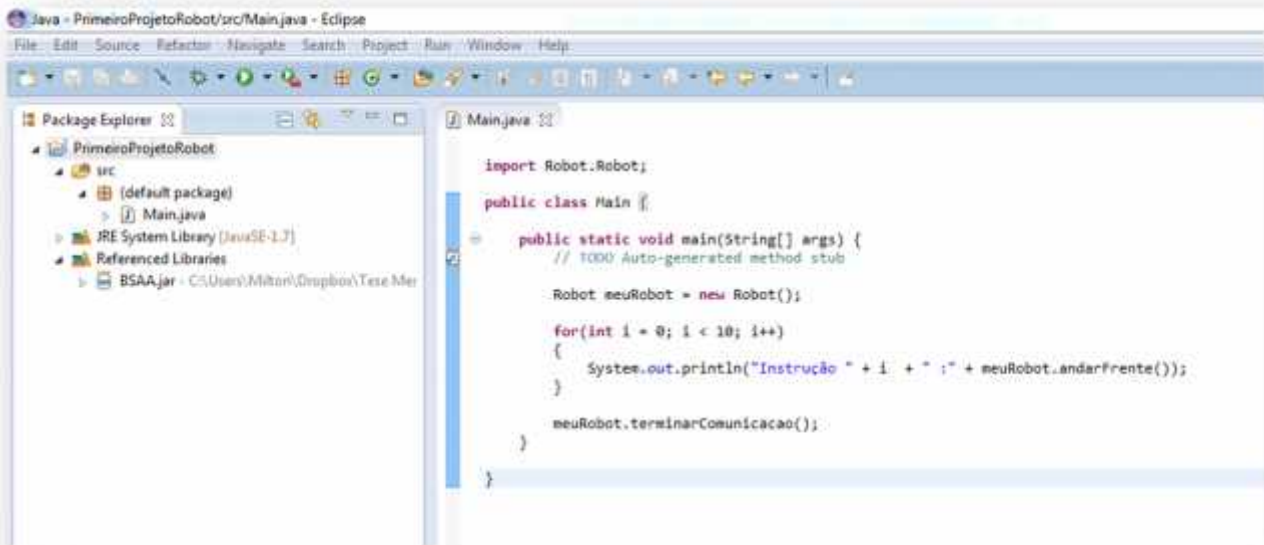 Java - PrimeiroProjetoRobot/src/Main.java - Eclipse
File Edit Source Refactor Navigate Search Project Run Window Help
Package Explorer
PrimeiroProjetoRobot
src
(default package)
Main.java
JRE System Library [JavaSE-1.7]
Referenced Libraries
BSAA.jar - C:\Users\Milton\Dropbox\Tese Mer
Main.java
import Robot.Robot;
public class Main {
public static void main(String[] args) {
// TODO Auto-generated method stub
Robot meuRobot = new Robot();
for(int i = 0; i < 10; i++)
{
System.out.println("Instrução " + i + " :" + meuRobot.andarFrente());
}
meuRobot.terminarComunicacao();
}
}